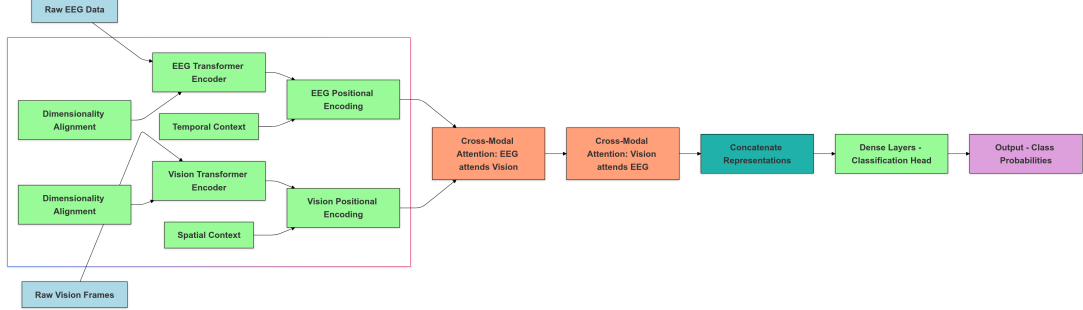 Raw EEG Data
EEG Transformer
Encoder
EEG Positional
Encoding
Dimensionality
Alignment
Temporal Context
Cross-Modal
Attention: EEG
attends Vision
Cross-Modal
Attention: Vision
attends EEG
Concatenate
Representations
Dense Layers -
Classification Head
Output - Class
Probabilities
Vision Transformer
Encoder
Dimensionality
Alignment
Vision Positional
Encoding
Spatial Context
Raw Vision Frames